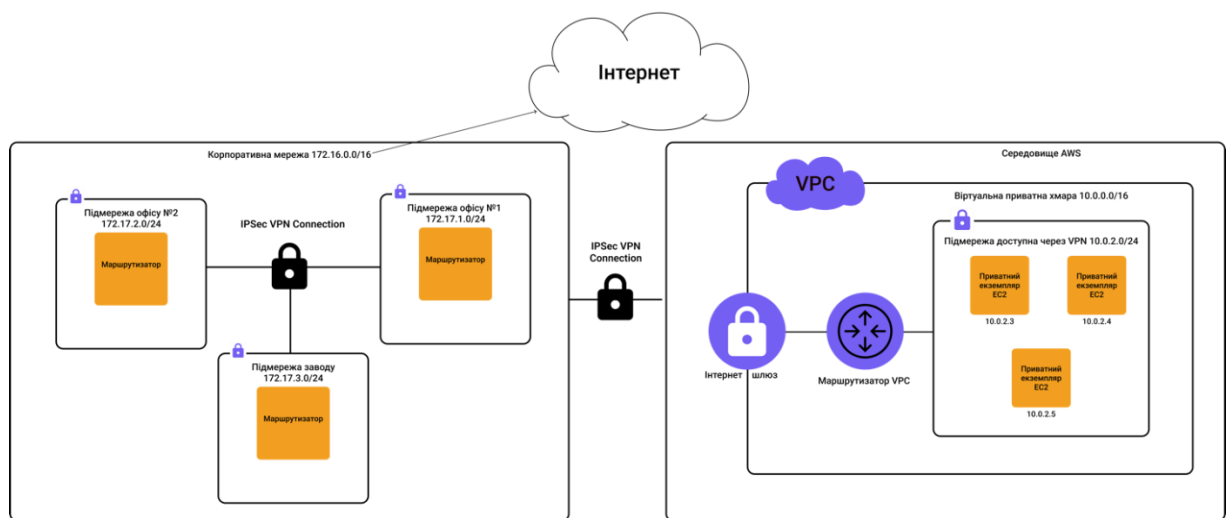 Інтернет
Корпоративна мережа 172.16.0.0/16
Підмережа офісу №2
172.17.2.0/24
Маршрутизатор
IPSec VPN Connection
Підмережа офісу №1
172.17.1.0/24
Маршрутизатор
Підмережа заводу
172.17.3.0/24
Маршрутизатор
IPSec VPN
Connection
Середовище AWS
VPC
Віртуальна приватна хмара 10.0.0.0/16
Підмережа доступна через VPN 10.0.2.0/24
Приватний
екземпляр
EC2
10.0.2.3
Приватний
екземпляр
EC2
10.0.2.4
Приватний
екземпляр
EC2
10.0.2.5
Інтернет шлюз
Маршрутизатор VPC